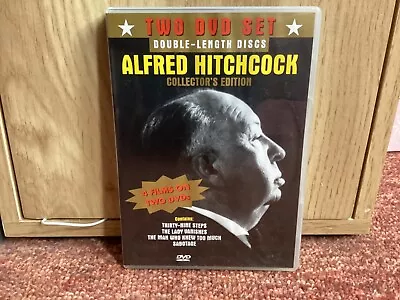 TWO DVD SET
DOUBLE-LENGTH DISCS
ALFRED HITCHCOCK
COLLECTOR'S EDITION
4 FILMS ON
TWO DVDs
Contains:
THIRTY-NINE STEPS
THE LADY VANISHES
THE MAN WHO KNEW TOO MUCH
SABOTAGE
DVD